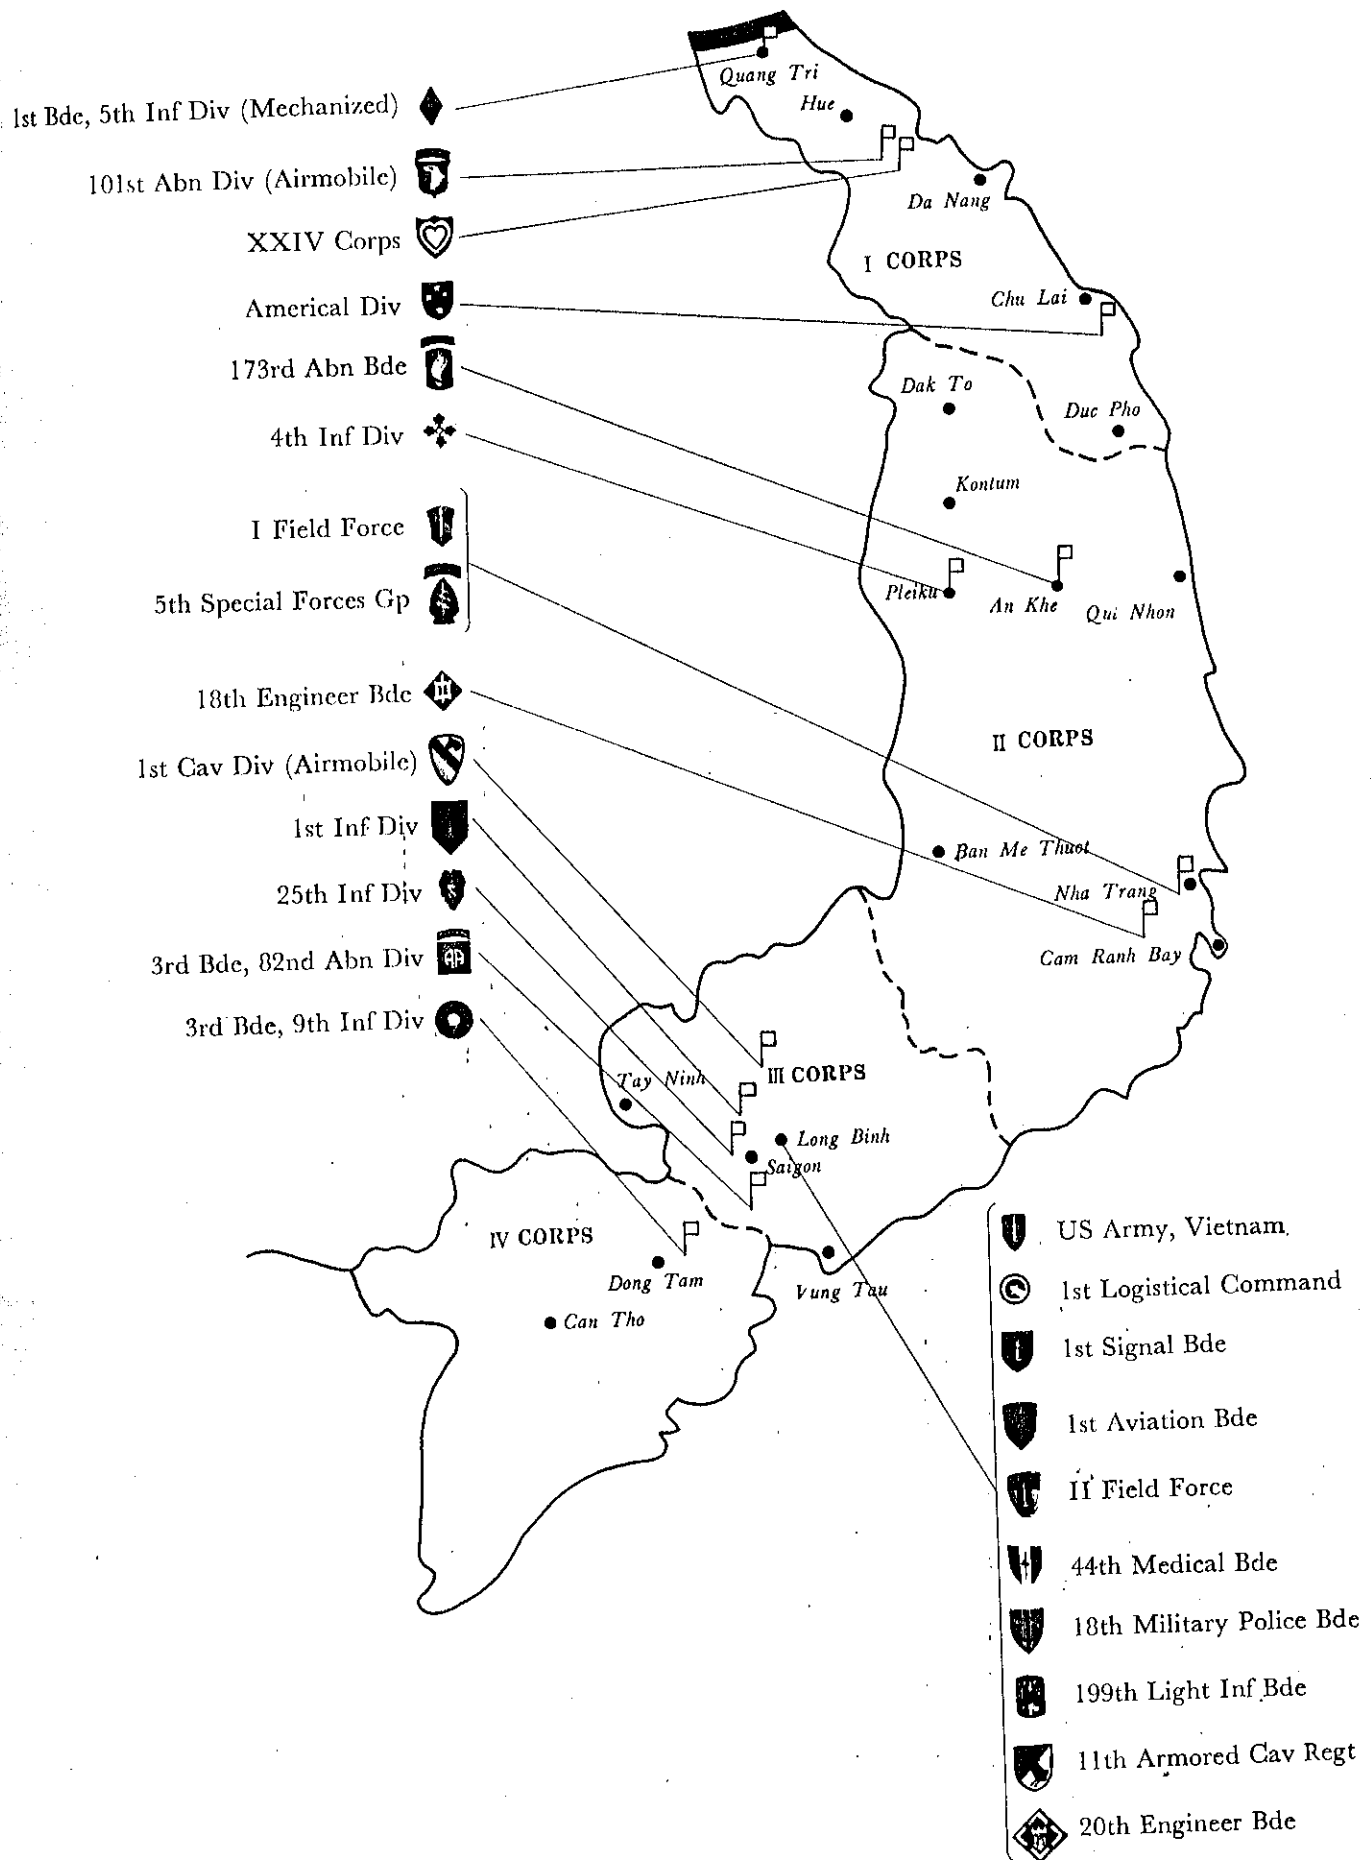 1st Bde, 5th Inf Div (Mechanized)
101st Abn Div (Airmobile)
XXIV Corps
Americal Div
173rd Abn Bde
4th Inf Div
I Field Force
5th Special Forces Gp
18th Engineer Bde
1st Cav Div (Airmobile)
1st Inf Div
25th Inf Div
3rd Bde, 82nd Abn Div
3rd Bde, 9th Inf Div
Quang Tri
Hue
Da Nang
I CORPS
Chu Lai
Dak To
Duc Pho
Kontum
Pleiku
An Khe
Qui Nhon
II CORPS
Ban Me Thuot
Nha Trang
Cam Ranh Bay
III CORPS
Tay Ninh
Long Binh
Saigon
IV CORPS
Dong Tam
Vung Tau
Can Tho
US Army, Vietnam
1st Logistical Command
1st Signal Bde
1st Aviation Bde
II Field Force
44th Medical Bde
18th Military Police Bde
199th Light Inf Bde
11th Armored Cav Regt
20th Engineer Bde